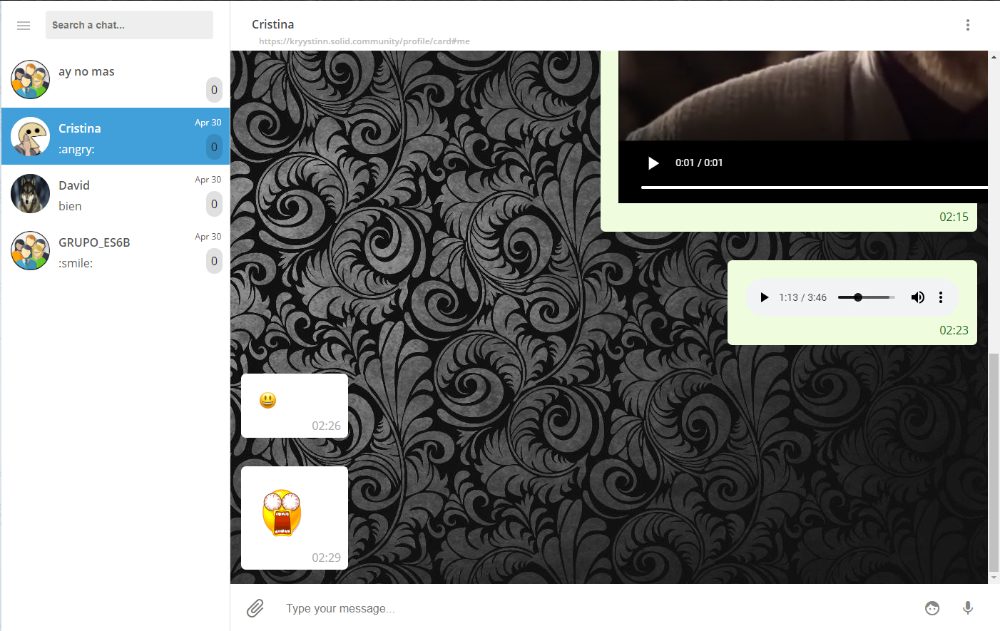 Search a chat...
ay no mas
0
Cristina
Apr 30
:angry:
0
David
Apr 30
bien
0
GRUPO_ES6B
Apr 30
:smile:
0
Cristina
https://kryystinn.solid.community/profile/card#me
0:01 / 0:01
02:15
1:13 / 3:46
02:23
02:26
02:29
Type your message...